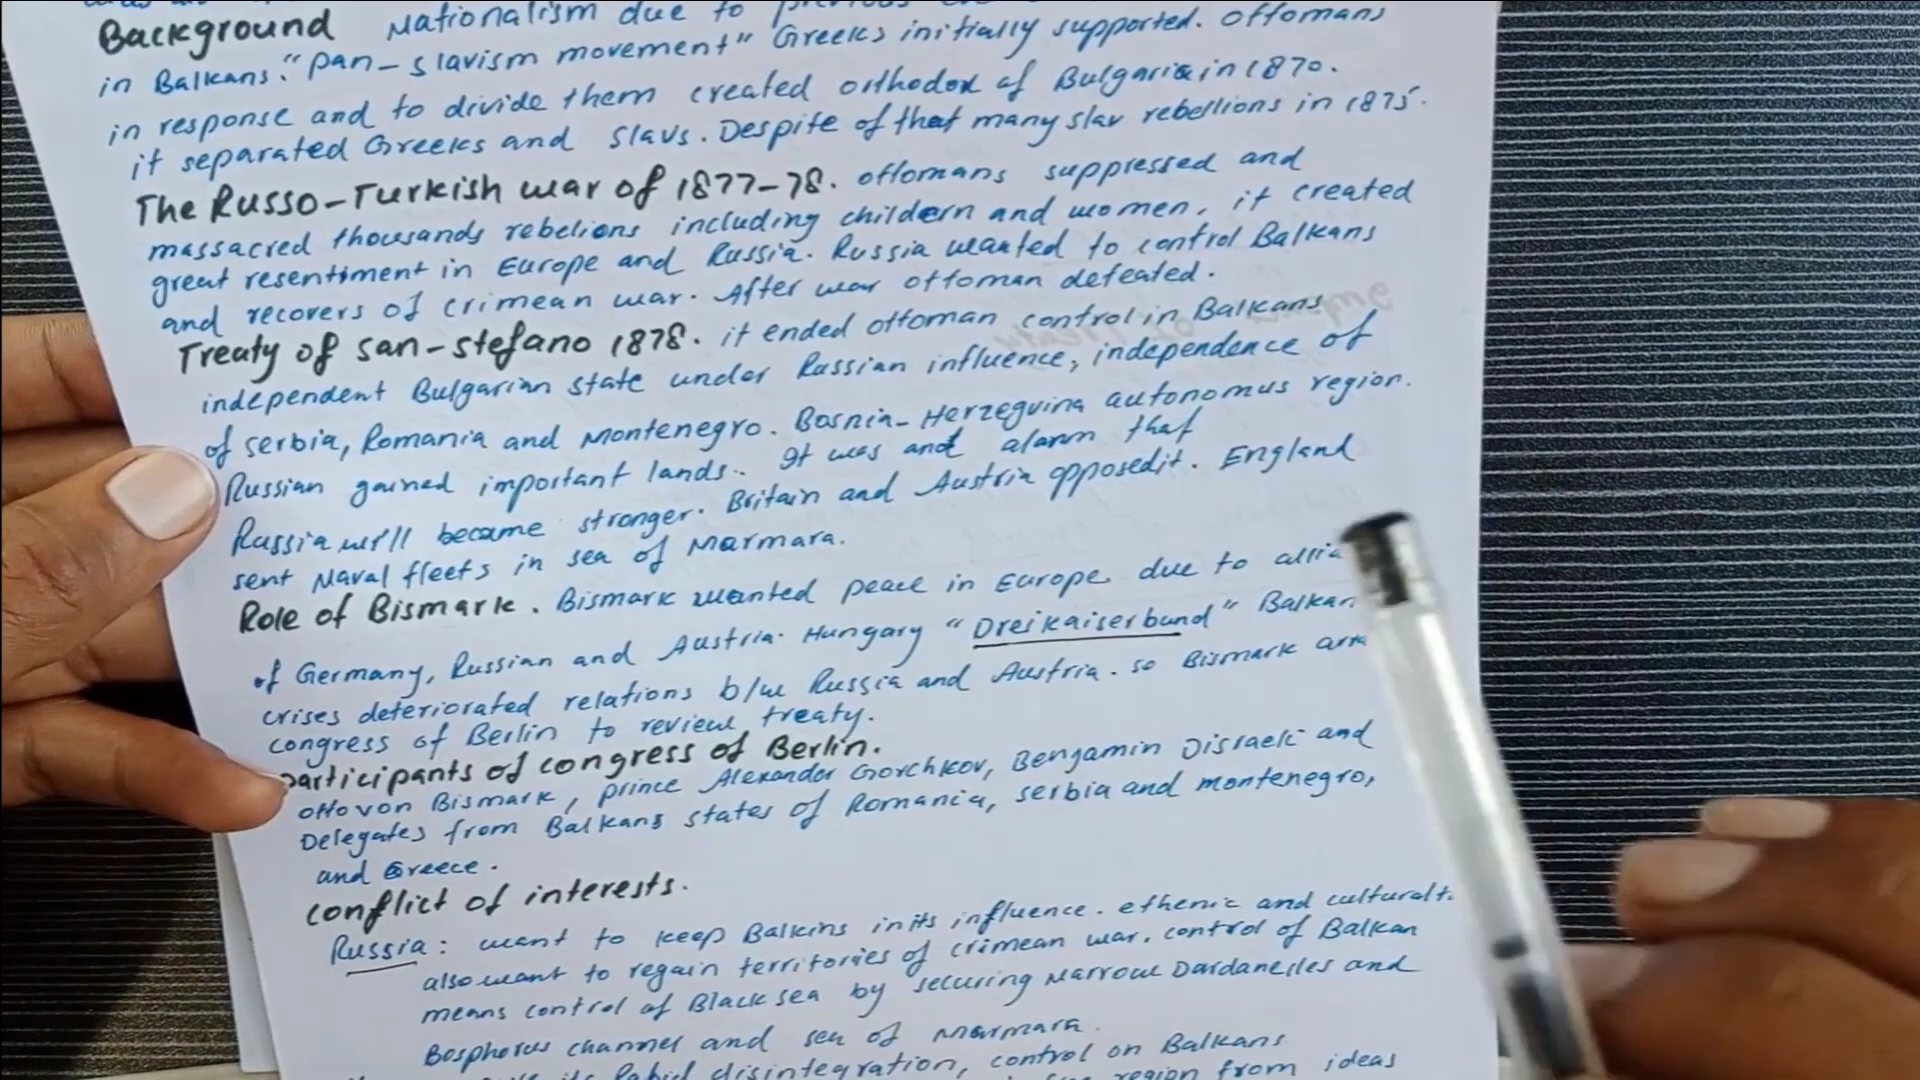 Background Nationalism due to
in Balkans. "pan-slavism movement" Greeks initially supported. Ottomans
in response and to divide them created orthodox of Bulgaria in 1870.
it separated Greeks and Slavs. Despite of that many slav rebellions in 1875.
The Russo-Turkish war of 1877-78. ottomans suppressed and
massacred thousands rebelions including childern and women, it created
great resentiment in Europe and Russia. Russia wanted to control Balkans
and recovers of crimean war. After war ottoman defeated.
Treaty of san-stefano 1878. it ended ottoman control in Balkans
independent Bulgarian state under Russian influence, independence of
of serbia, Romania and Montenegro. Bosnia-Herzegvina autonomus region.
Russian gained important lands. It was and alarm that
Russia will became stronger. Britain and Austria opposed it. England
sent Naval fleets in sea of Marmara.
Role of Bismark. Bismark wanted peace in Europe due to
of Germany, Russian and Austria-Hungary "Dreikaiserbund" Balkan
crises deteriorated relations b/w Russia and Austria. so Bismark
congress of Berlin to review treaty.
participants of congress of Berlin.
otto von Bismark, prince Alexander Gorchkov, Bengamin Disraeli and
Delegates from Balkans states of Romania, serbia and montenegro,
and Greece.
conflict of interests.
Russia: want to keep Balkins in its influence. ethenic and
also want to regain territories of crimean war. control of Balkan
means control of Black sea by securing Narrow Dardanelles and
Bosphorus channel and sea of Marmara.
disintegration, control on Balkans
region from ideas